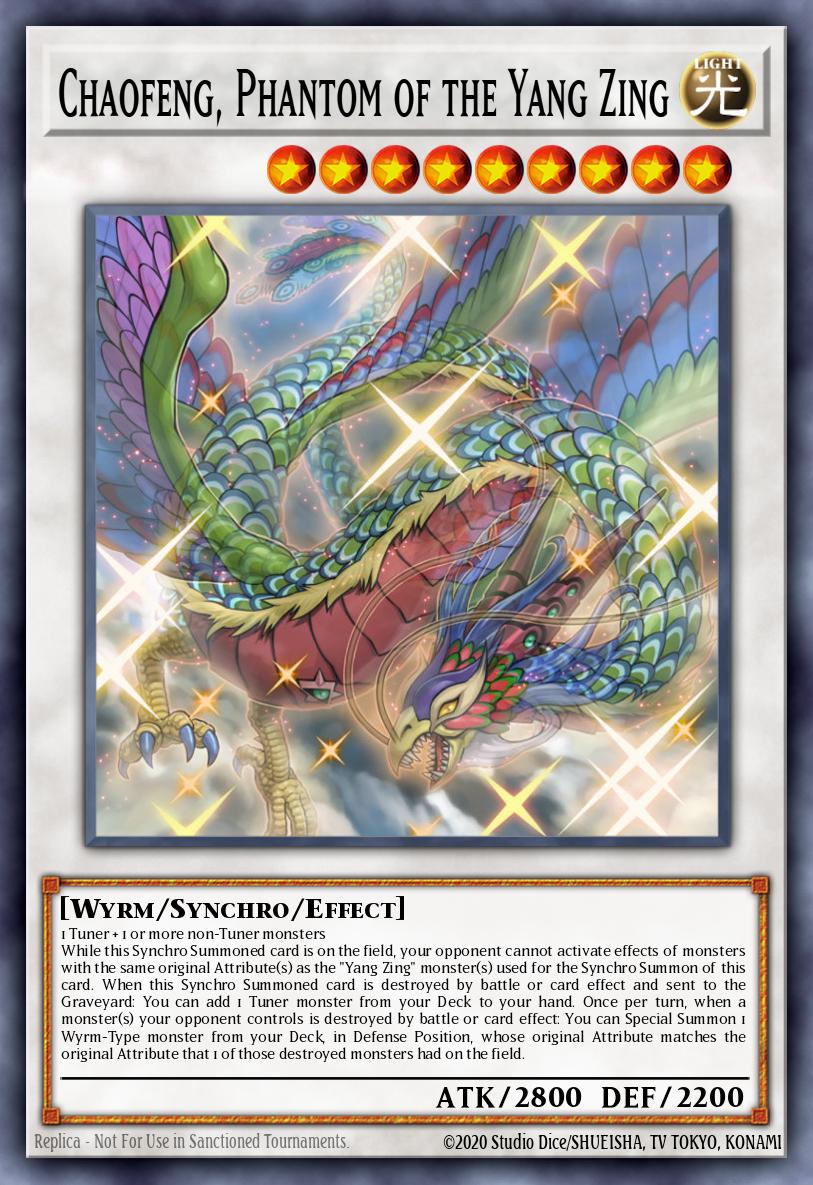 Chaofeng, Phantom of the Yang Zing
LIGHT
光
[Wyrm/Synchro/Effect]
1 Tuner + 1 or more non-Tuner monsters
While this Synchro Summoned card is on the field, your opponent cannot activate effects of monsters
with the same original Attribute(s) as the "Yang Zing" monster(s) used for the Synchro Summon of this
card. When this Synchro Summoned card is destroyed by battle or card effect and sent to the
Graveyard: You can add 1 Tuner monster from your Deck to your hand. Once per turn, when a
monster(s) your opponent controls is destroyed by battle or card effect: You can Special Summon 1
Wyrm-Type monster from your Deck, in Defense Position, whose original Attribute matches the
original Attribute that 1 of those destroyed monsters had on the field.
ATK/2800 DEF/2200
Replica - Not For Use in Sanctioned Tournaments.
©2020 Studio Dice/SHUEISHA, TV TOKYO, KONAMI